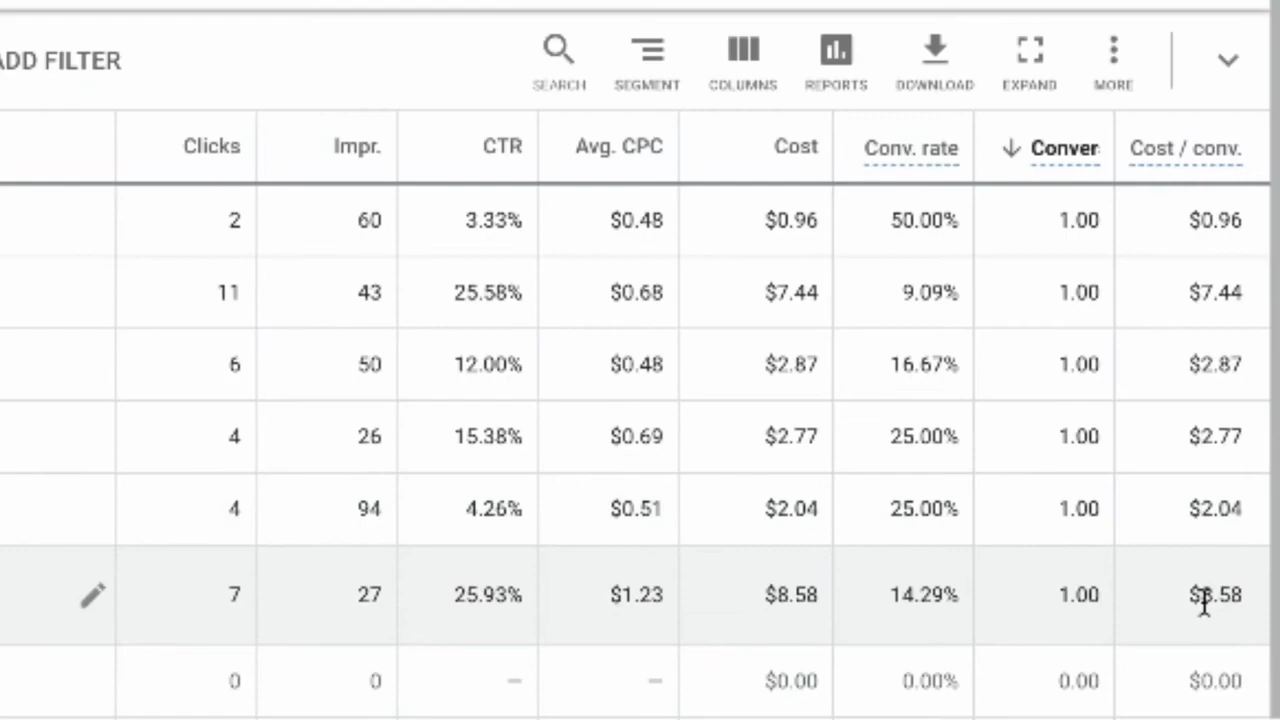 ADD FILTER
SEARCH SEGMENT COLUMNS REPORTS DOWNLOAD EXPAND MORE
Clicks Impr. CTR Avg. CPC Cost Conv. rate Conver Cost / conv.
2 60 3.33% $0.48 $0.96 50.00% 1.00 $0.96
11 43 25.58% $0.68 $7.44 9.09% 1.00 $7.44
6 50 12.00% $0.48 $2.87 16.67% 1.00 $2.87
4 26 15.38% $0.69 $2.77 25.00% 1.00 $2.77
4 94 4.26% $0.51 $2.04 25.00% 1.00 $2.04
7 27 25.93% $1.23 $8.58 14.29% 1.00 $8.58
0 0 – – $0.00 0.00% 0.00 $0.00